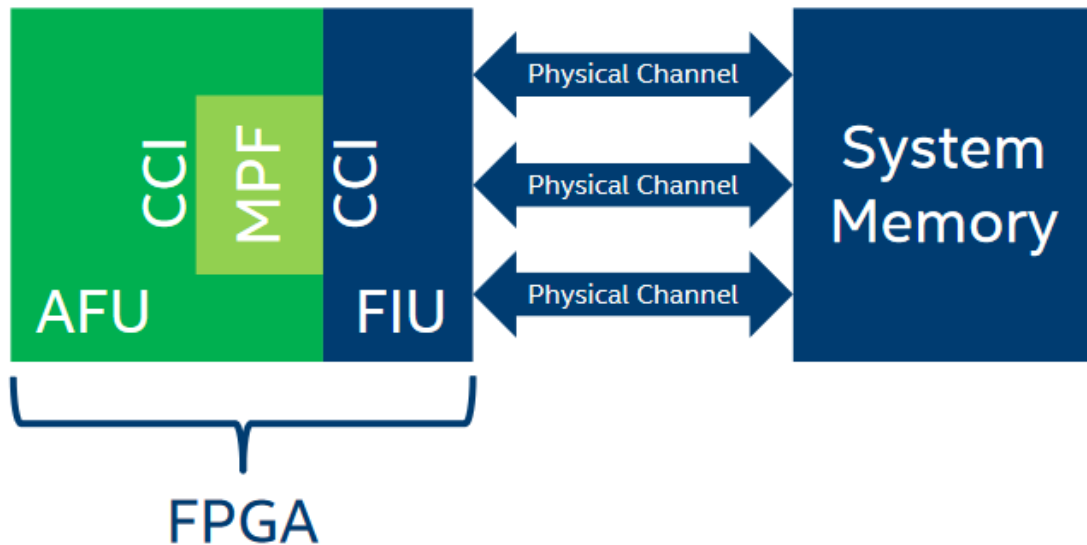 CCI
MPF
CCI
AFU
FIU
Physical Channel
Physical Channel
Physical Channel
System
Memory
FPGA